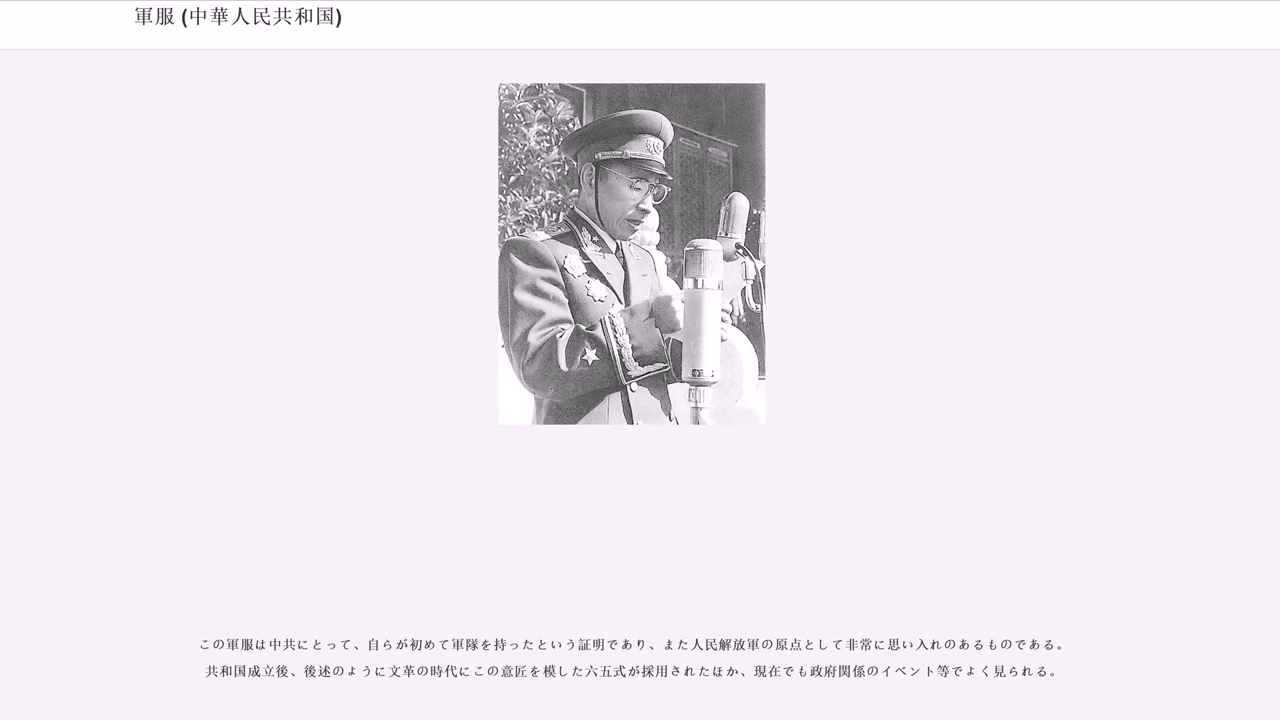 軍服 (中華人民共和国)
この軍服は中共にとって、自らが初めて軍隊を持ったという証明であり、また人民解放軍の原点として非常に思い入れのあるものである。
共和国成立後、後述のように文革の時代にこの意匠を模した六五式が採用されたほか、現在でも政府関係のイベント等でよく見られる。